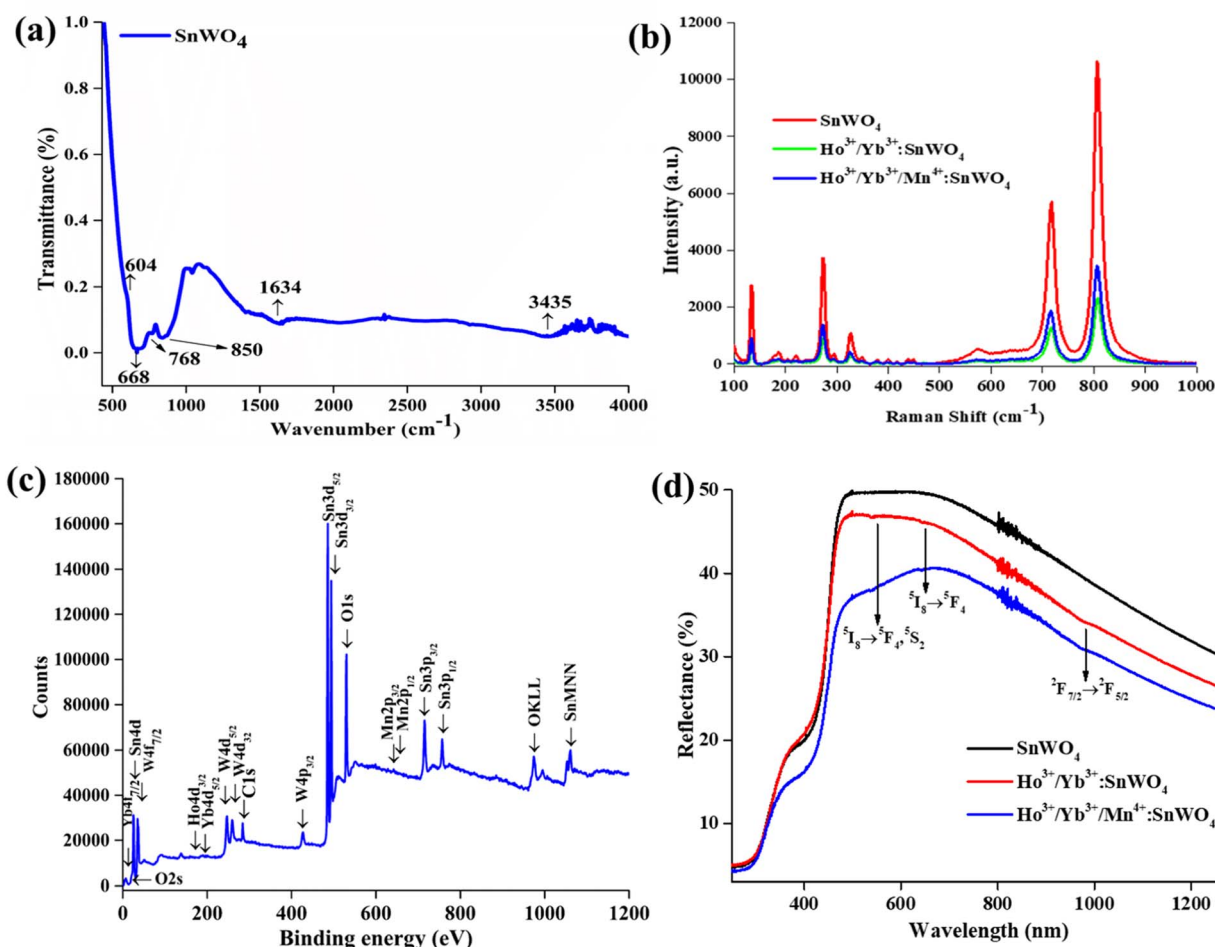 (a)
SnWO₄
1.0
0.8
0.6
0.4
0.2
0.0
Transmittance (%)
604
668
768
850
1634
3435
500 1000 1500 2000 2500 3000 3500 4000
Wavenumber (cm⁻¹)
(b)
12000
10000
8000
6000
4000
2000
0
Intensity (a.u.)
SnWO₄
Ho³⁺/Yb³⁺:SnWO₄
Ho³⁺/Yb³⁺/Mn⁴⁺:SnWO₄
100 200 300 400 500 600 700 800 900 1000
Raman Shift (cm⁻¹)
(c)
180000
160000
140000
120000
100000
80000
60000
40000
20000
0
Counts
Yb4f₇/₂
Sn4d
W4f₇/₂
O2s
Ho4d₃/₂
Yb4d₅/₂
W4d₅/₂
W4d₃₂
C1s
W4p₃/₂
Sn3d₅/₂
Sn3d₃/₂
O1s
Mn2p₃/₂
Mn2p₁/₂
Sn3p₃/₂
Sn3p₁/₂
OKLL
SnMNN
0 200 400 600 800 1000 1200
Binding energy (eV)
(d)
50
40
30
20
10
Reflectance (%)
⁵I₈→⁵F₄,⁵S₂
⁵I₈→⁵F₄
²F₇/₂→²F₅/₂
SnWO₄
Ho³⁺/Yb³⁺:SnWO₄
Ho³⁺/Yb³⁺/Mn⁴⁺:SnWO₄
400 600 800 1000 1200
Wavelength (nm)